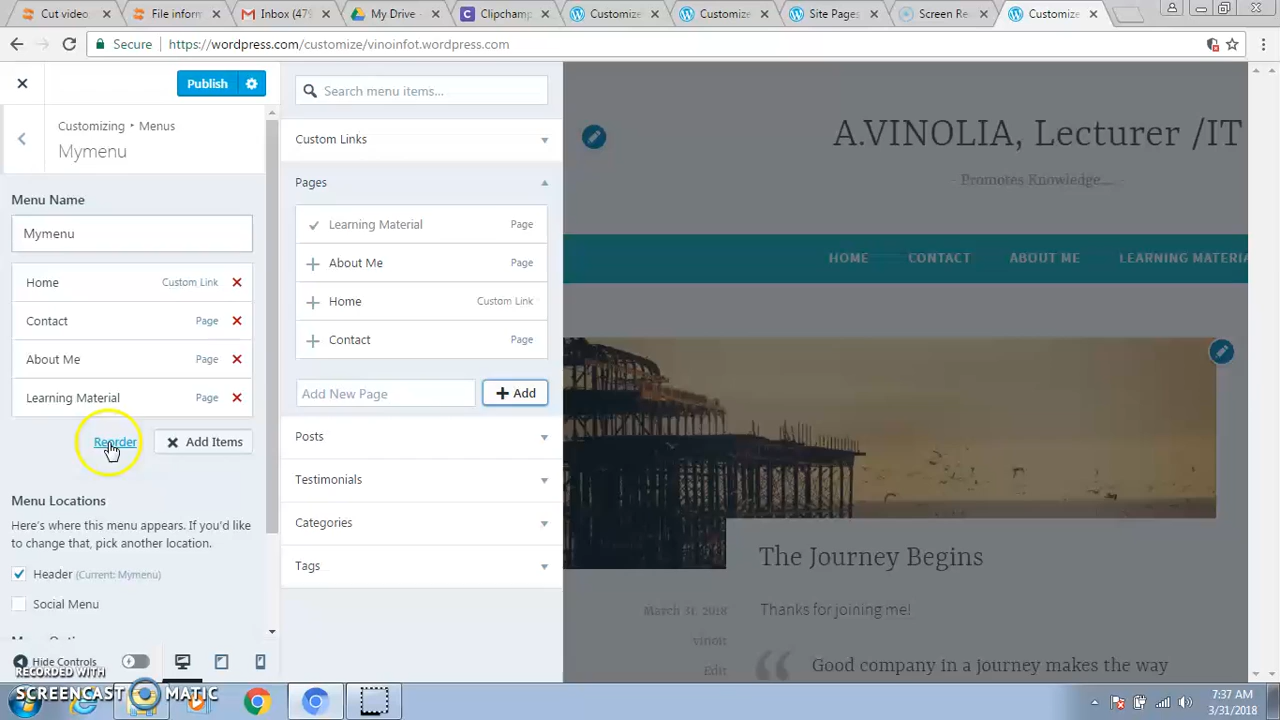 Cut video
File inform
Inbox (47
My Drive -
Clipcham
Customize
Customize
Site Pages
Screen Re
Customize
Secure
https://wordpress.com/customize/vinoinfot.wordpress.com
Publish
Customizing ‣ Menus
Mymenu
Menu Name
Mymenu
Home Custom Link
Contact Page
About Me Page
Learning Material Page
Reorder
Add Items
Menu Locations
Here's where this menu appears. If you'd like
to change that, pick another location.
Header (Current: Mymenu)
Social Menu
Hide Controls
RECORDED WITH
SCREENCAST MATIC
Search menu items...
Custom Links
Pages
Learning Material Page
About Me Page
Home Custom Link
Contact Page
Add New Page
+ Add
Posts
Testimonials
Categories
Tags
A.VINOLIA, Lecturer /IT
Promotes Knowledge....
HOME CONTACT ABOUT ME LEARNING MATERIA
The Journey Begins
March 31, 2018
vinoit
Edit
Thanks for joining me!
Good company in a journey makes the way
7:37 AM
3/31/2018